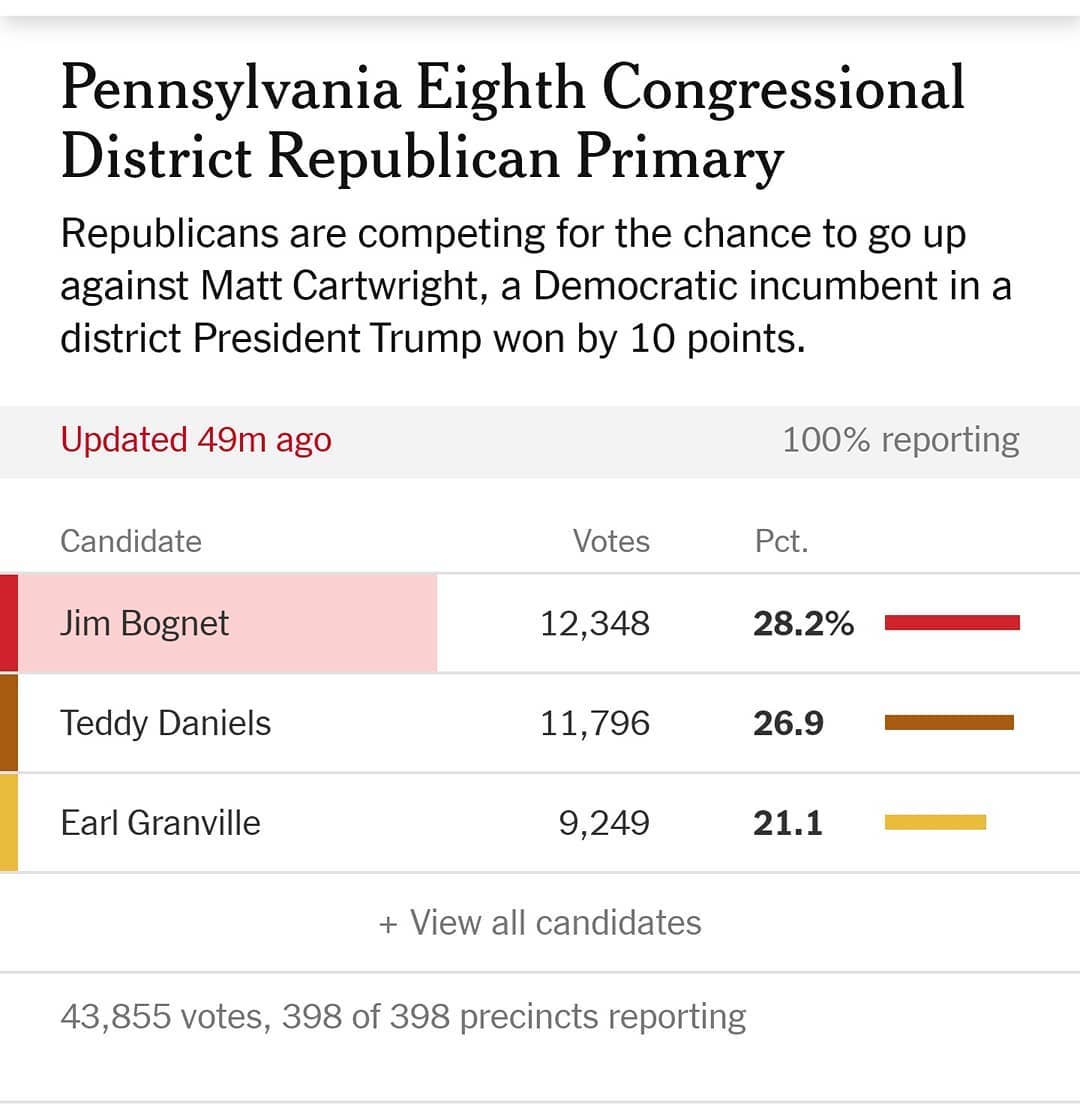 Pennsylvania Eighth Congressional
District Republican Primary
Republicans are competing for the chance to go up
against Matt Cartwright, a Democratic incumbent in a
district President Trump won by 10 points.
Updated 49m ago 100% reporting
Candidate Votes Pct.
Jim Bognet 12,348 28.2%
Teddy Daniels 11,796 26.9
Earl Granville 9,249 21.1
+ View all candidates
43,855 votes, 398 of 398 precincts reporting